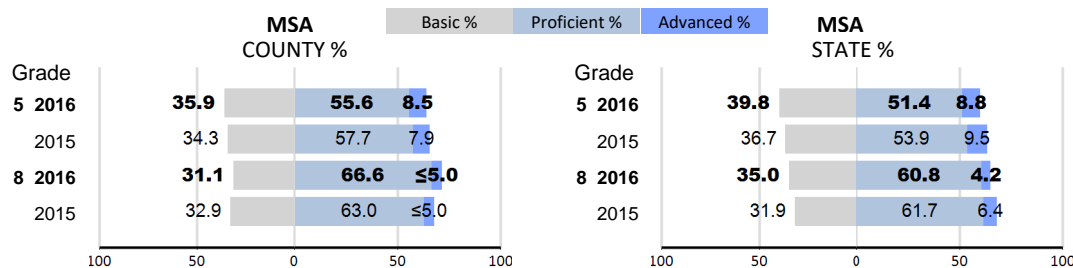 MSA Basic % Proficient % Advanced % MSA
COUNTY % STATE %
Grade Grade
5 2016 35.9 55.6 8.5 5 2016 39.8 51.4 8.8
2015 34.3 57.7 7.9 2015 36.7 53.9 9.5
8 2016 31.1 66.6 ≤5.0 8 2016 35.0 60.8 4.2
2015 32.9 63.0 ≤5.0 2015 31.9 61.7 6.4
100 50 0 50 100 100 50 0 50 100